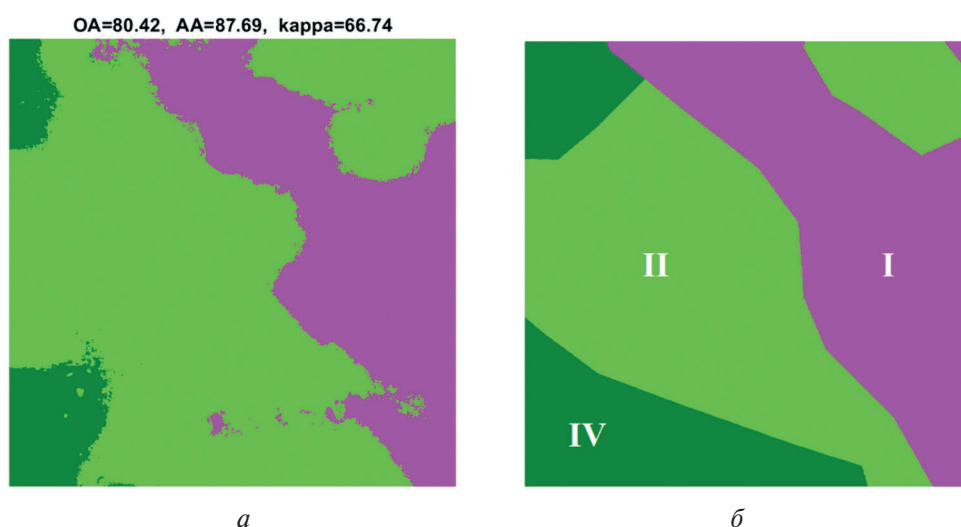 OA=80.42, AA=87.69, kappa=66.74
II
I
IV
а
б